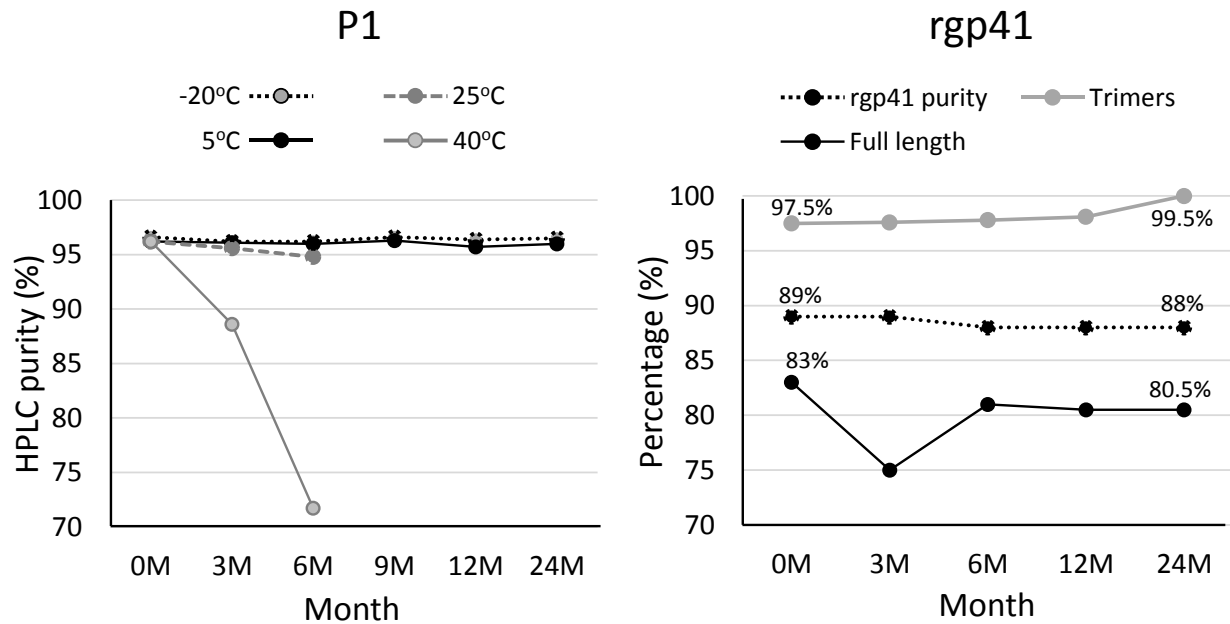 P1
-20°C
25°C
5°C
40°C
HPLC purity (%)
100
95
90
85
80
75
70
0M 3M 6M 9M 12M 24M
Month
rgp41
rgp41 purity
Trimers
Full length
Percentage (%)
100
95
90
85
80
75
70
97.5%
99.5%
89%
88%
83%
80.5%
0M 3M 6M 12M 24M
Month